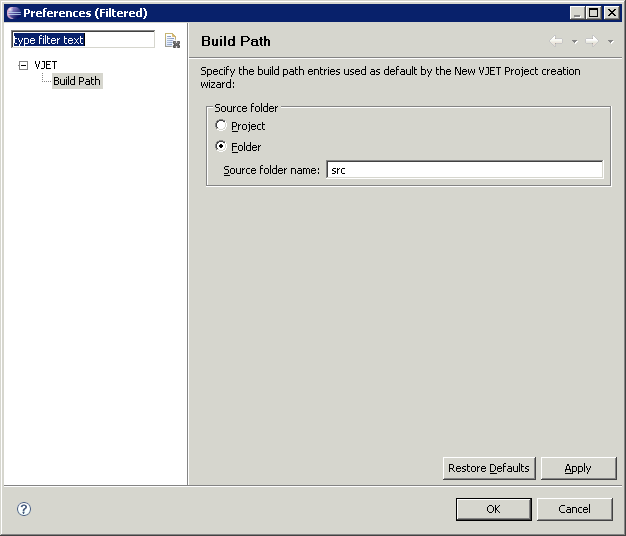 Preferences (Filtered)
type filter text
VJET
Build Path
Build Path
Specify the build path entries used as default by the New VJET Project creation
wizard:
Source folder
Project
Folder
Source folder name: src
Restore Defaults Apply
? OK Cancel